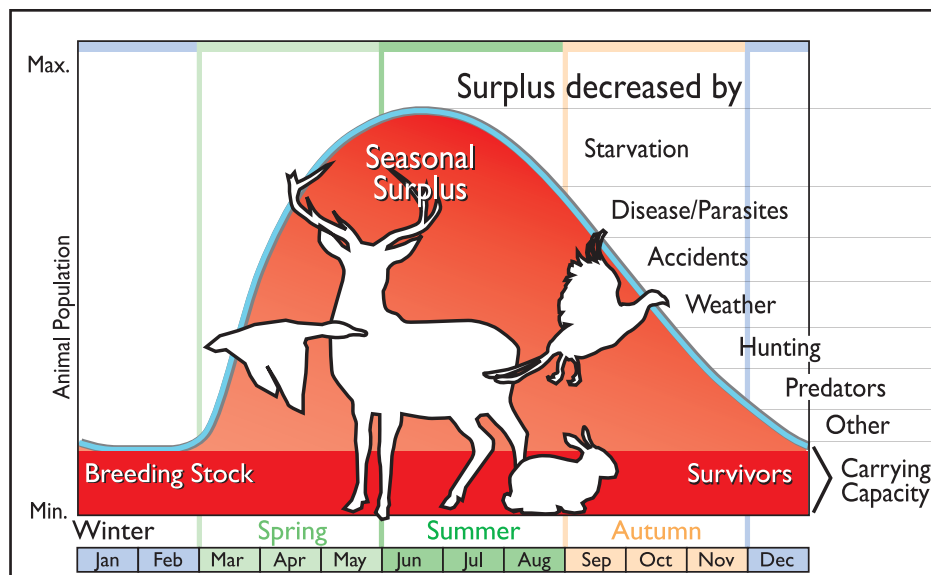 Max.
Surplus decreased by
Seasonal
Surplus
Starvation
Disease/Parasites
Accidents
Weather
Hunting
Predators
Other
Animal Population
Breeding Stock
Survivors
Carrying
Capacity
Min.
Winter Spring Summer Autumn
Jan Feb Mar Apr May Jun Jul Aug Sep Oct Nov Dec